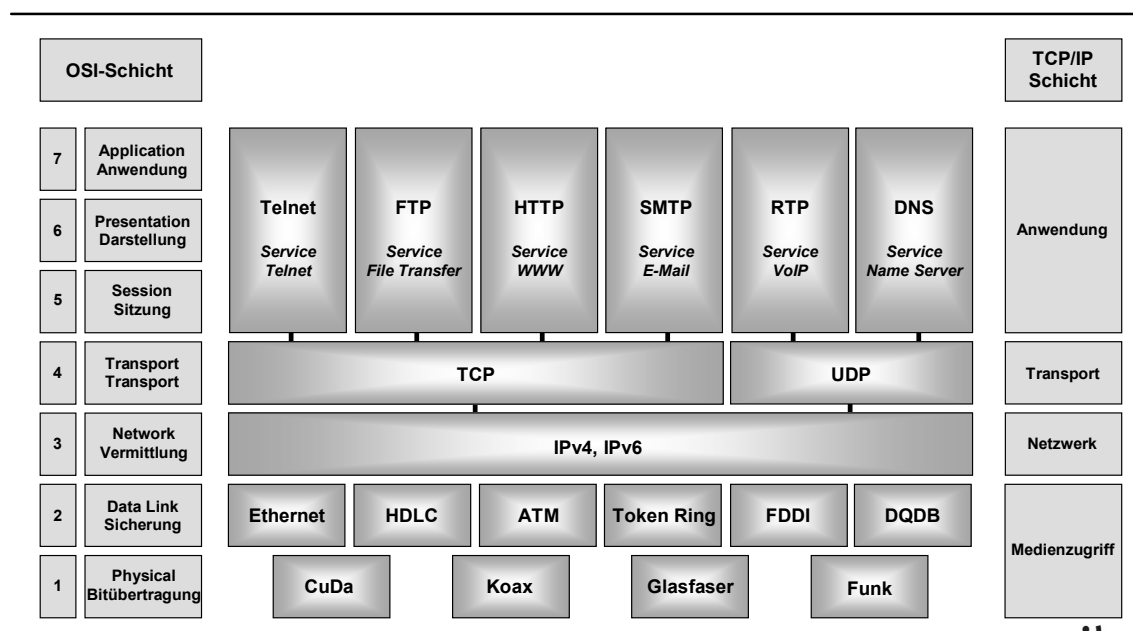 OSI-Schicht
TCP/IP
Schicht
7
Application
Anwendung
6
Presentation
Darstellung
5
Session
Sitzung
Telnet
Service
Telnet
FTP
Service
File Transfer
HTTP
Service
WWW
SMTP
Service
E-Mail
RTP
Service
VoIP
DNS
Service
Name Server
Anwendung
4
Transport
Transport
TCP
UDP
Transport
3
Network
Vermittlung
IPv4, IPv6
Netzwerk
2
Data Link
Sicherung
Ethernet
HDLC
ATM
Token Ring
FDDI
DQDB
Medienzugriff
1
Physical
Bitübertragung
CuDa
Koax
Glasfaser
Funk